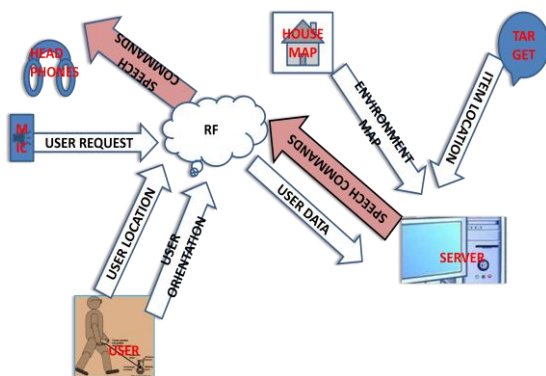 HEAD
PHONES
SPEECH
COMMANDS
HOUSE
MAP
TAR
GET
M
IC
USER REQUEST
RF
ENVIRONMENT
MAP
ITEM LOCATION
SPEECH COMMANDS
USER DATA
USER LOCATION
USER
ORIENTATION
SERVER
USER